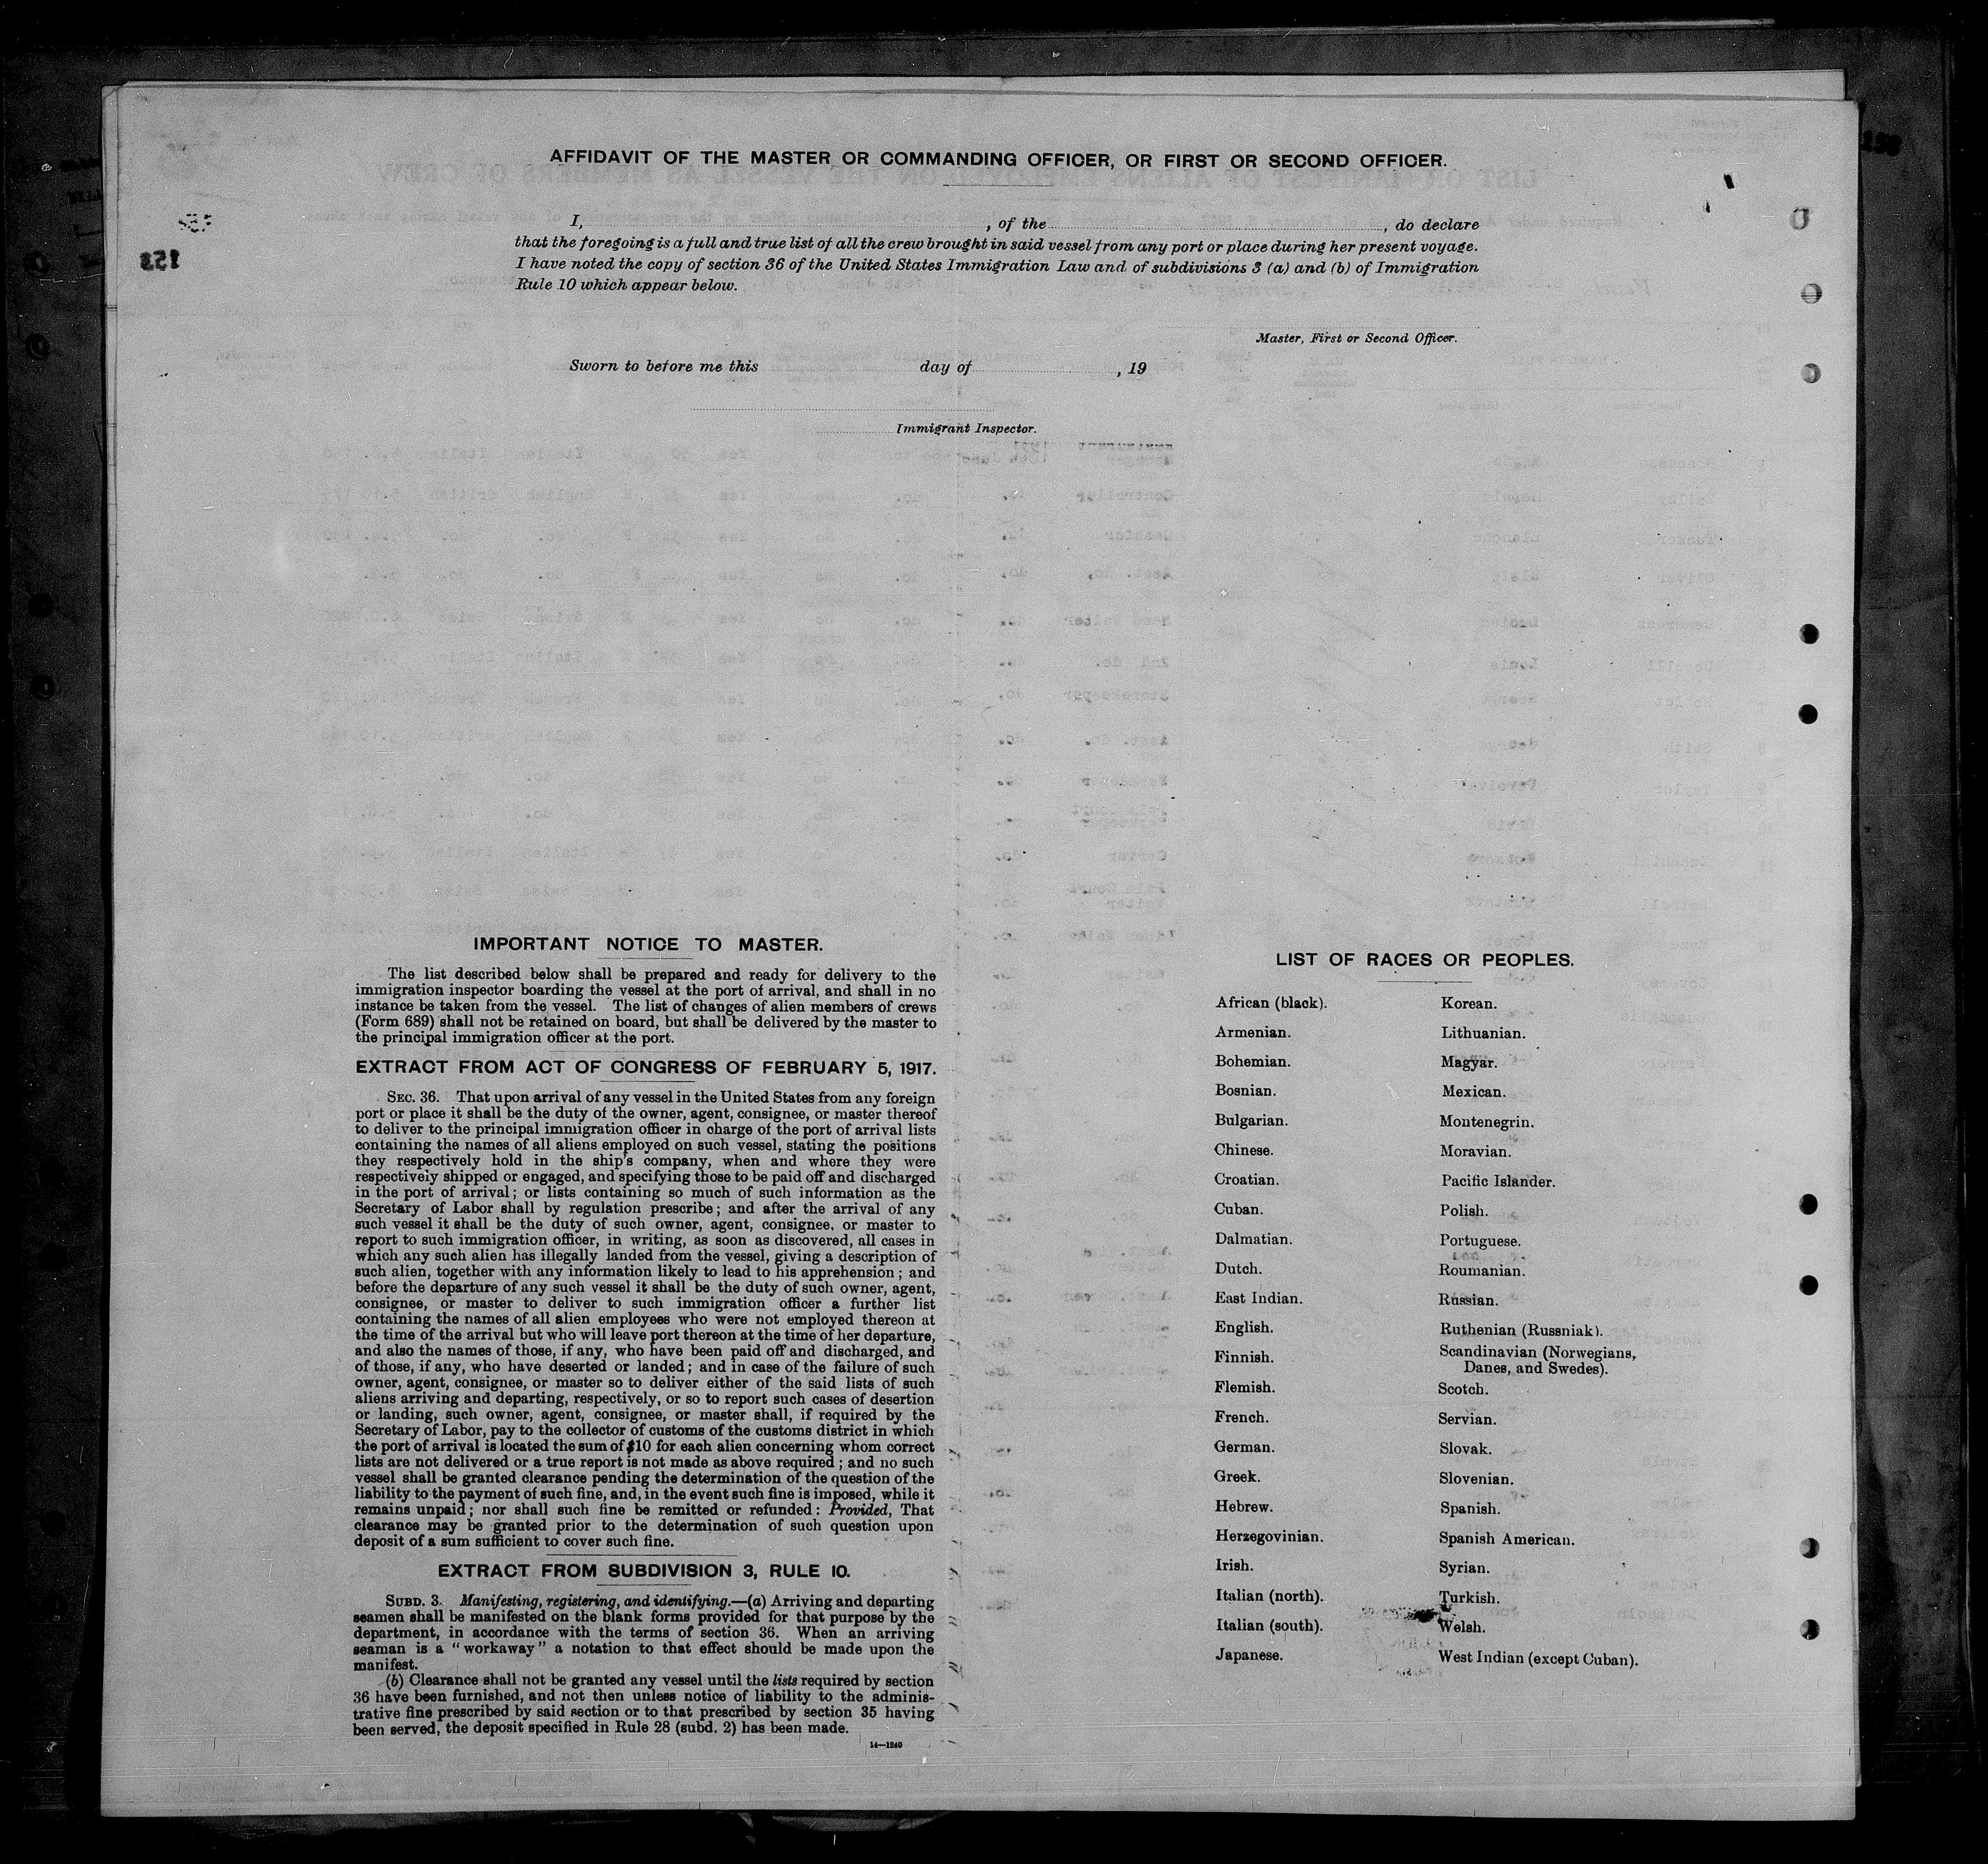 AFFIDAVIT OF THE MASTER OR COMMANDING OFFICER, OR FIRST OR SECOND OFFICER.
I, , of the , do declare
that the foregoing is a full and true list of all the crew brought in said vessel from any port or place during her present voyage.
I have noted the copy of section 36 of the United States Immigration Law and of subdivisions 3 (a) and (b) of Immigration
Rule 10 which appear below.
Master, First or Second Officer.
Sworn to before me this day of , 19
Immigrant Inspector.
IMPORTANT NOTICE TO MASTER.
The list described below shall be prepared and ready for delivery to the
immigration inspector boarding the vessel at the port of arrival, and shall in no
instance be taken from the vessel. The list of changes of alien members of crews
(Form 689) shall not be retained on board, but shall be delivered by the master to
the principal immigration officer at the port.
EXTRACT FROM ACT OF CONGRESS OF FEBRUARY 5, 1917.
SEC. 36. That upon arrival of any vessel in the United States from any foreign
port or place it shall be the duty of the owner, agent, consignee, or master thereof
to deliver to the principal immigration officer in charge of the port of arrival lists
containing the names of all aliens employed on such vessel, stating the positions
they respectively hold in the ship's company, when and where they were
respectively shipped or engaged, and specifying those to be paid off and discharged
in the port of arrival; or lists containing so much of such information as the
Secretary of Labor shall by regulation prescribe; and after the arrival of any
such vessel it shall be the duty of such owner, agent, consignee, or master to
report to such immigration officer, in writing, as soon as discovered, all cases in
which any such alien has illegally landed from the vessel, giving a description of
such alien, together with any information likely to lead to his apprehension; and
before the departure of any such vessel it shall be the duty of such owner, agent,
consignee, or master to deliver to such immigration officer a further list
containing the names of all alien employees who were not employed thereon at
the time of the arrival but who will leave port thereon at the time of her departure,
and also the names of those, if any, who have been paid off and discharged, and
of those, if any, who have deserted or landed; and in case of the failure of such
owner, agent, consignee, or master so to deliver either of the said lists of such
aliens arriving and departing, respectively, or so to report such cases of desertion
or landing, such owner, agent, consignee, or master shall, if required by the
Secretary of Labor, pay to the collector of customs of the customs district in which
the port of arrival is located the sum of $10 for each alien concerning whom correct
lists are not delivered or a true report is not made as above required; and no such
vessel shall be granted clearance pending the determination of the question of the
liability to the payment of such fine, and, in the event such fine is imposed, while it
remains unpaid; nor shall such fine be remitted or refunded: Provided, That
clearance may be granted prior to the determination of such question upon
deposit of a sum sufficient to cover such fine.
EXTRACT FROM SUBDIVISION 3, RULE 10.
SUBD. 3. Manifesting, registering, and identifying.—(a) Arriving and departing
seamen shall be manifested on the blank forms provided for that purpose by the
department, in accordance with the terms of section 36. When an arriving
seaman is a "workaway" a notation to that effect should be made upon the
manifest.
(b) Clearance shall not be granted any vessel until the lists required by section
36 have been furnished, and not then unless notice of liability to the adminis-
trative fine prescribed by said section or to that prescribed by section 35 having
been served, the deposit specified in Rule 28 (subd. 2) has been made.
14—1240
LIST OF RACES OR PEOPLES.
African (black).
Armenian.
Bohemian.
Bosnian.
Bulgarian.
Chinese.
Croatian.
Cuban.
Dalmatian.
Dutch.
East Indian.
English.
Finnish.
Flemish.
French.
German.
Greek.
Hebrew.
Herzegovinian.
Irish.
Italian (north).
Italian (south).
Japanese.
Korean.
Lithuanian.
Magyar.
Mexican.
Montenegrin.
Moravian.
Pacific Islander.
Polish.
Portuguese.
Roumanian.
Russian.
Ruthenian (Russniak).
Scandinavian (Norwegians,
Danes, and Swedes).
Scotch.
Servian.
Slovak.
Slovenian.
Spanish.
Spanish American.
Syrian.
Turkish.
Welsh.
West Indian (except Cuban).